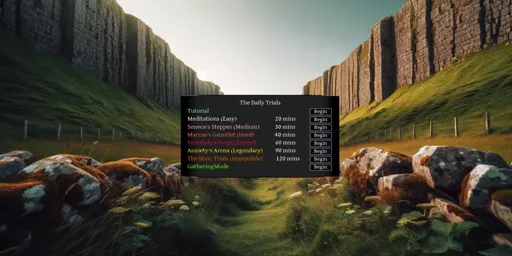 The Daily Trials
Tutorial Begin
Meditations (Easy) 20 mins Begin
Seneca's Steppes (Medium) 30 mins Begin
Marcus's Gauntlet (Hard) 40 mins Begin
60 mins Begin
Anxiety's Arena (Legendary) 90 mins Begin
The Stoic Trials (Impossible) 120 mins Begin
GatheringMode Begin